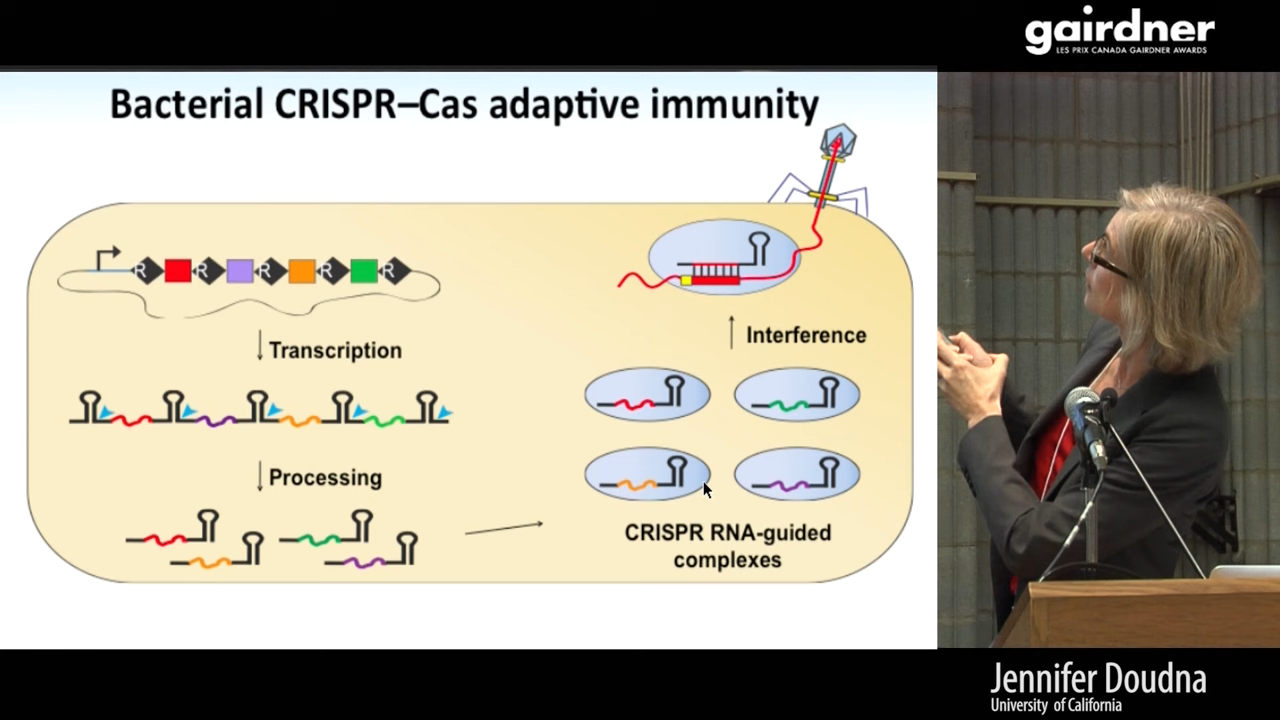 gairdner
LES PRIX CANADA GAIRDNER AWARDS
Bacterial CRISPR–Cas adaptive immunity
R R R R R
Transcription
Processing
Interference
CRISPR RNA-guided
complexes
Jennifer Doudna
University of California